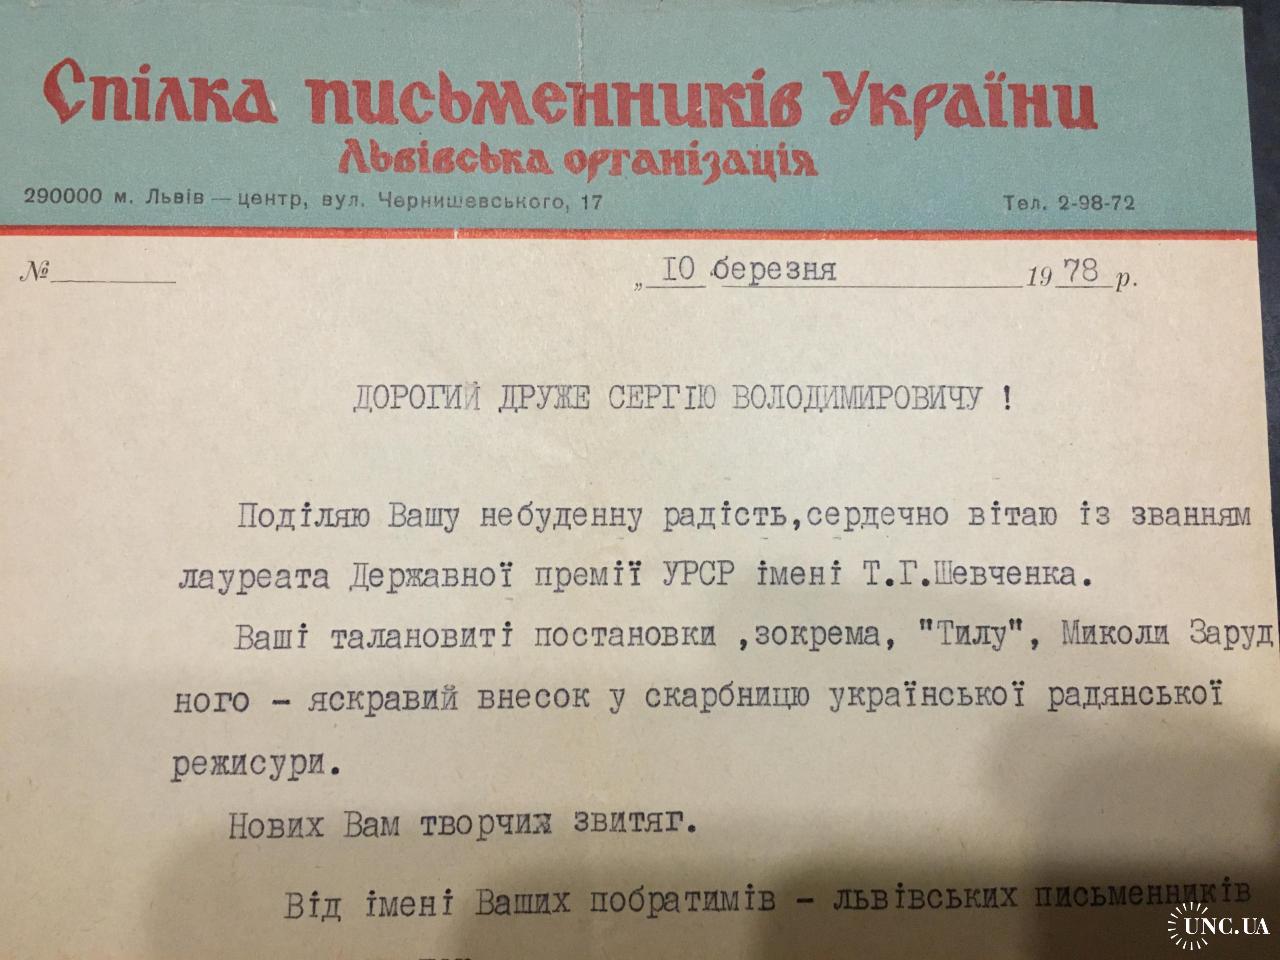 Спілка письменників України
Львівська організація
290000 м. Львів — центр, вул. Чернишевського, 17 Тел. 2-98-72
№ „ 10 березня 1978 р.
ДОРОГИЙ ДРУЖЕ СЕРГІЮ ВОЛОДИМИРОВИЧУ !
Поділяю Вашу небуденну радість,сердечно вітаю із званням
лауреата Державної премії УРСР імені Т.Г.Шевченка.
Ваші талановиті постановки ,зокрема, "Тилу", Миколи Заруд
ного - яскравий внесок у скарбницю української радянської
режисури.
Нових Вам творчих звитяг.
Від імені Ваших побратимів - львівських письменників
UNC.UA